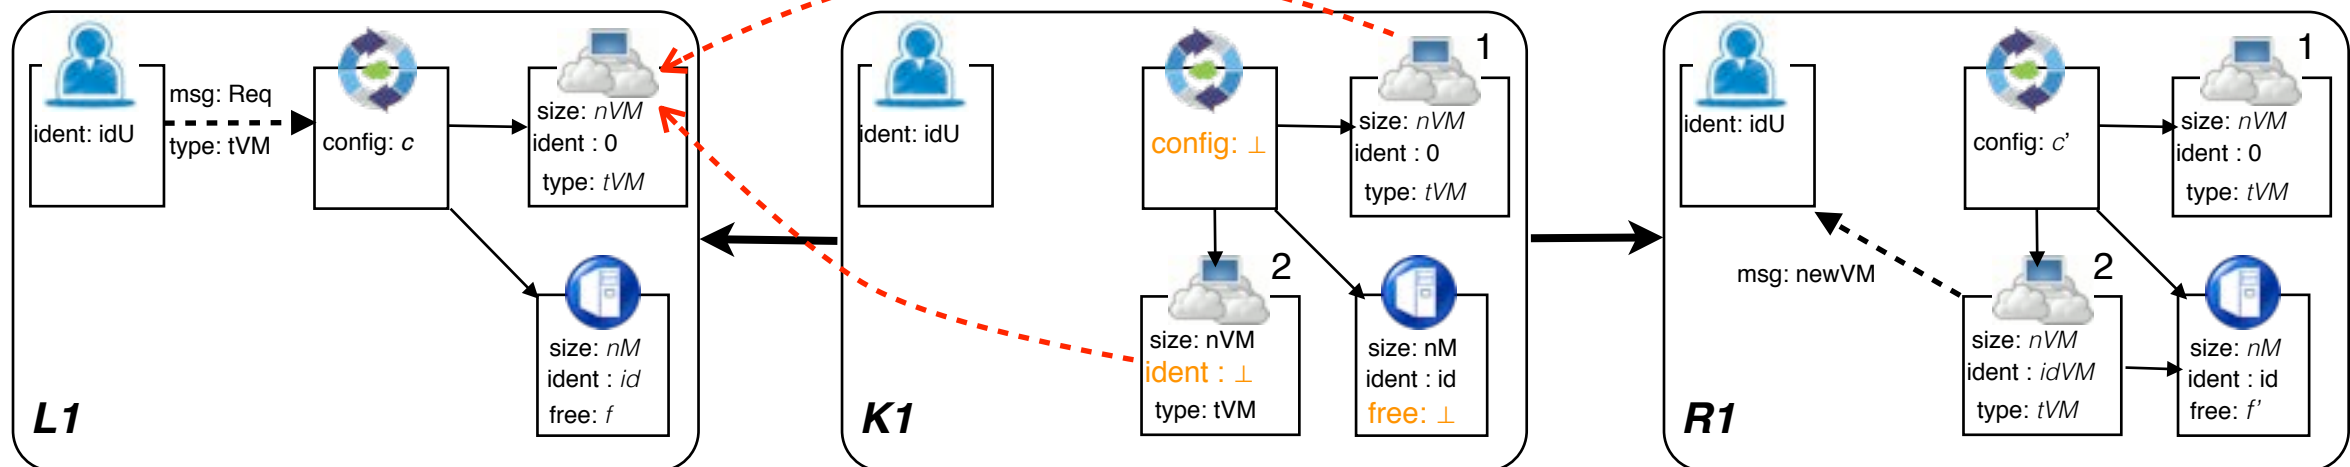 msg: Req
type: tVM
ident: idU
config: c
size: nVM
ident : 0
type: tVM
size: nM
ident : id
free: f
L1
ident: idU
config: ⊥
1
size: nVM
ident : 0
type: tVM
2
size: nVM
ident : ⊥
type: tVM
size: nM
ident : id
free: ⊥
K1
ident: idU
config: c’
1
size: nVM
ident : 0
type: tVM
msg: newVM
2
size: nVM
ident : idVM
type: tVM
size: nM
ident : id
free: f’
R1